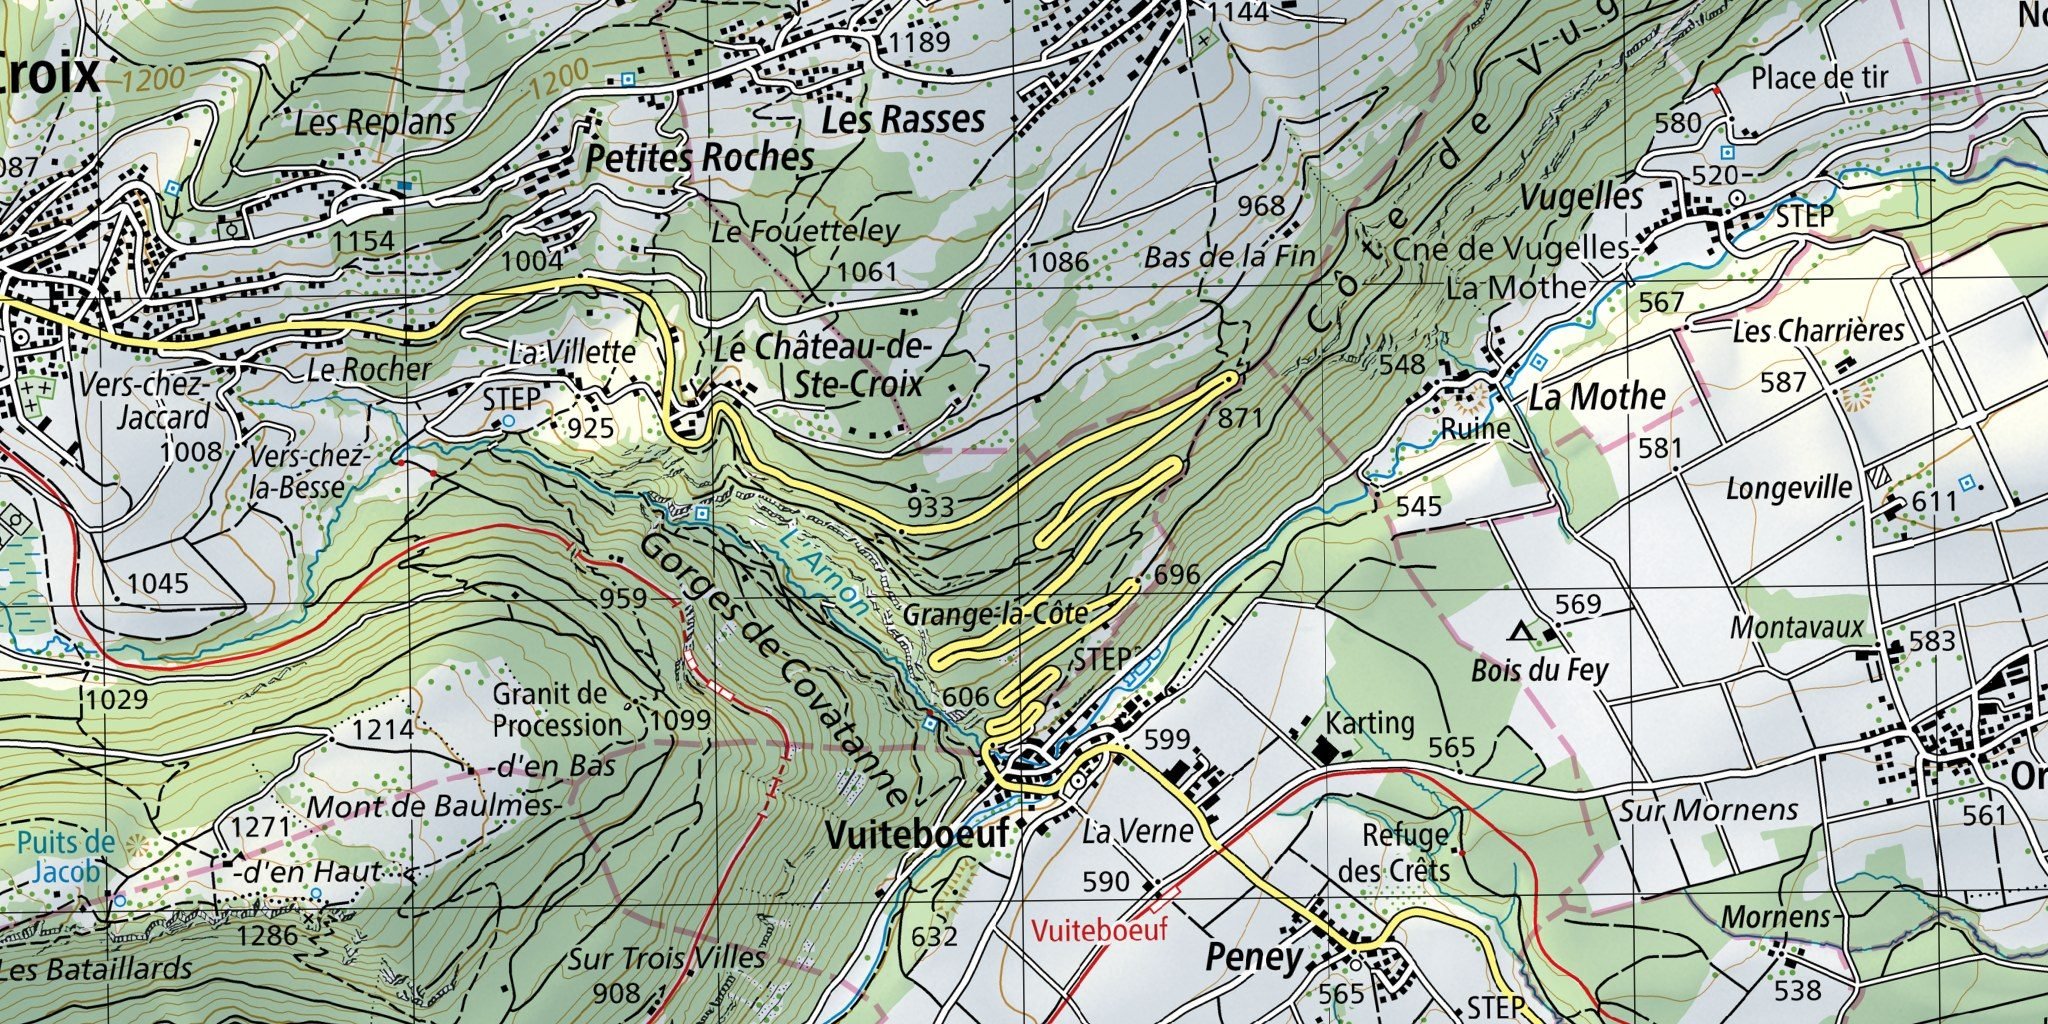 1144
1189
No
Croix
1200
1200
Place de tir
Les Replans
Les Rasses
580
1087
Petites Roches
Côte de Vug
520
Vugelles
968
STEP
1154
Le Fouetteley
Bas de la Fin
Cne de Vugelles-
La Mothe
1004
1061
1086
567
Les Charrières
La Villette
Le Château-de-
Ste-Croix
Le Rocher
548
587
Vers-chez-
Jaccard
STEP
La Mothe
925
871
Ruine
1008
Vers-chez-
la-Besse
581
Longeville
933
545
611
L'Arnon
1045
696
959
Gorges de Covatanne
Grange-la-Côte
569
Montavaux
583
STEP
Bois du Fey
1029
Granit de
Procession
-d'en Bas
606
1099
1214
Karting
599
565
Mont de Baulmes-
-d'en Haut
Sur Mornens
561
Or
1271
Puits de
Jacob
Vuiteboeuf
La Verne
Refuge
des Crêts
590
1286
632
Vuiteboeuf
Mornens
Les Bataillards
Sur Trois Villes
Peney
908
565
STEP
538